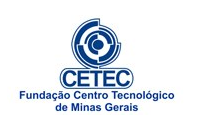 CETEC
Fundação Centro Tecnológico
de Minas Gerais